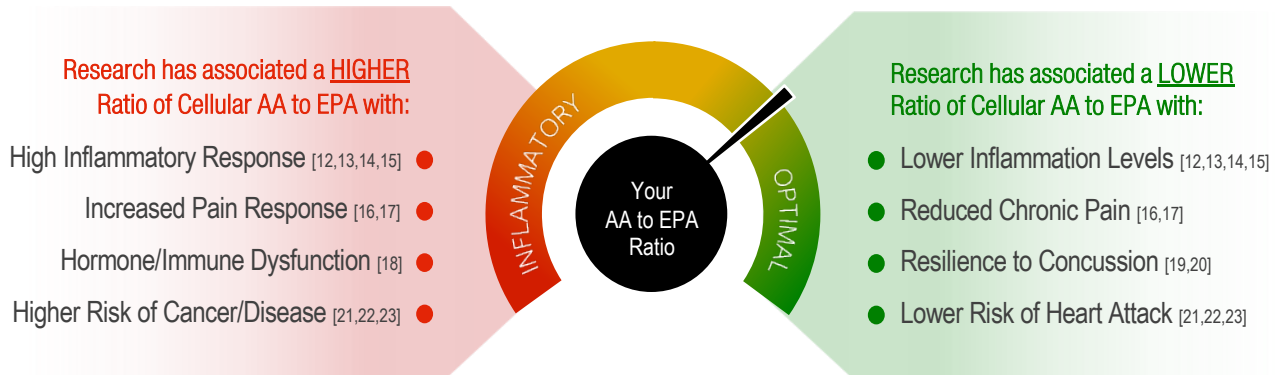 Research has associated a HIGHER
Ratio of Cellular AA to EPA with:
High Inflammatory Response [12,13,14,15]
Increased Pain Response [16,17]
Hormone/Immune Dysfunction [18]
Higher Risk of Cancer/Disease [21,22,23]
INFLAMMATORY
Your
AA to EPA
Ratio
OPTIMAL
Research has associated a LOWER
Ratio of Cellular AA to EPA with:
Lower Inflammation Levels [12,13,14,15]
Reduced Chronic Pain [16,17]
Resilience to Concussion [19,20]
Lower Risk of Heart Attack [21,22,23]